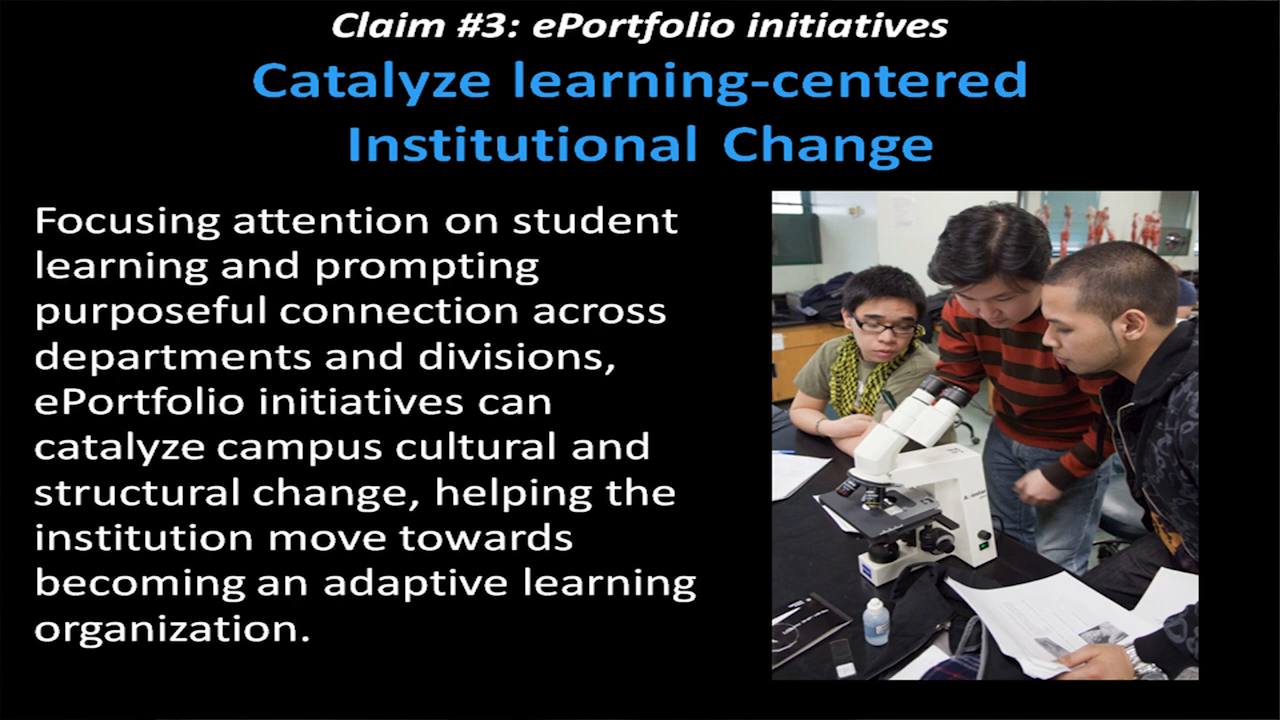 Claim #3: ePortfolio initiatives
Catalyze learning-centered
Institutional Change
Focusing attention on student
learning and prompting
purposeful connection across
departments and divisions,
ePortfolio initiatives can
catalyze campus cultural and
structural change, helping the
institution move towards
becoming an adaptive learning
organization.